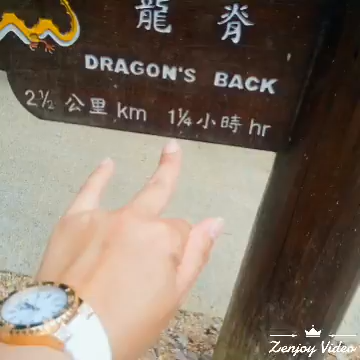 龍脊
DRAGON'S BACK
2½ 公里 km 1¼ 小時 hr
Zenjoy Video